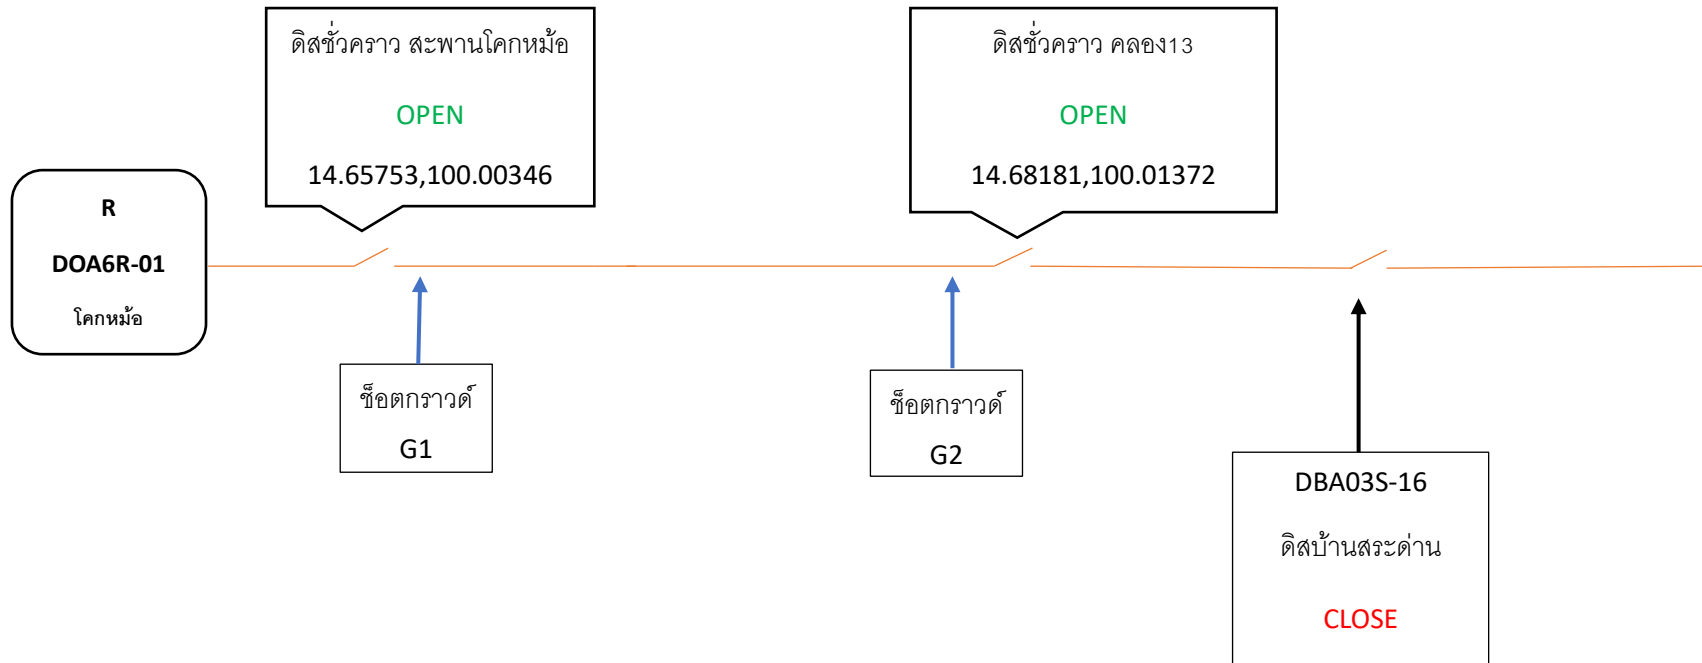 ดิสชั่วคราว สะพานโคกหม้อ
OPEN
14.65753,100.00346
ดิสชั่วคราว คลอง13
OPEN
14.68181,100.01372
R
DOA6R-01
โคกหม้อ
ช็อตกราวด์
G1
ช็อตกราวด์
G2
DBA03S-16
ดิสบ้านสระด่าน
CLOSE